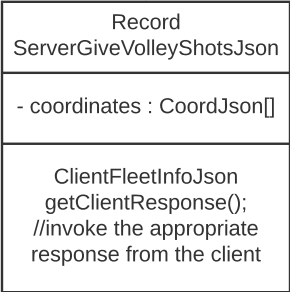 Record
ServerGiveVolleyShotsJson
- coordinates : CoordJson[]
ClientFleetInfoJson
getClientResponse();
//invoke the appropriate
response from the client